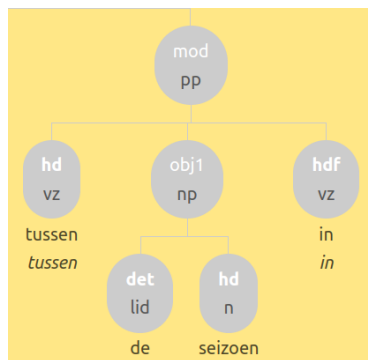 mod
pp
hd obj1 hdf
vz np vz
tussen in
tussen in
det hd
lid n
de seizoen